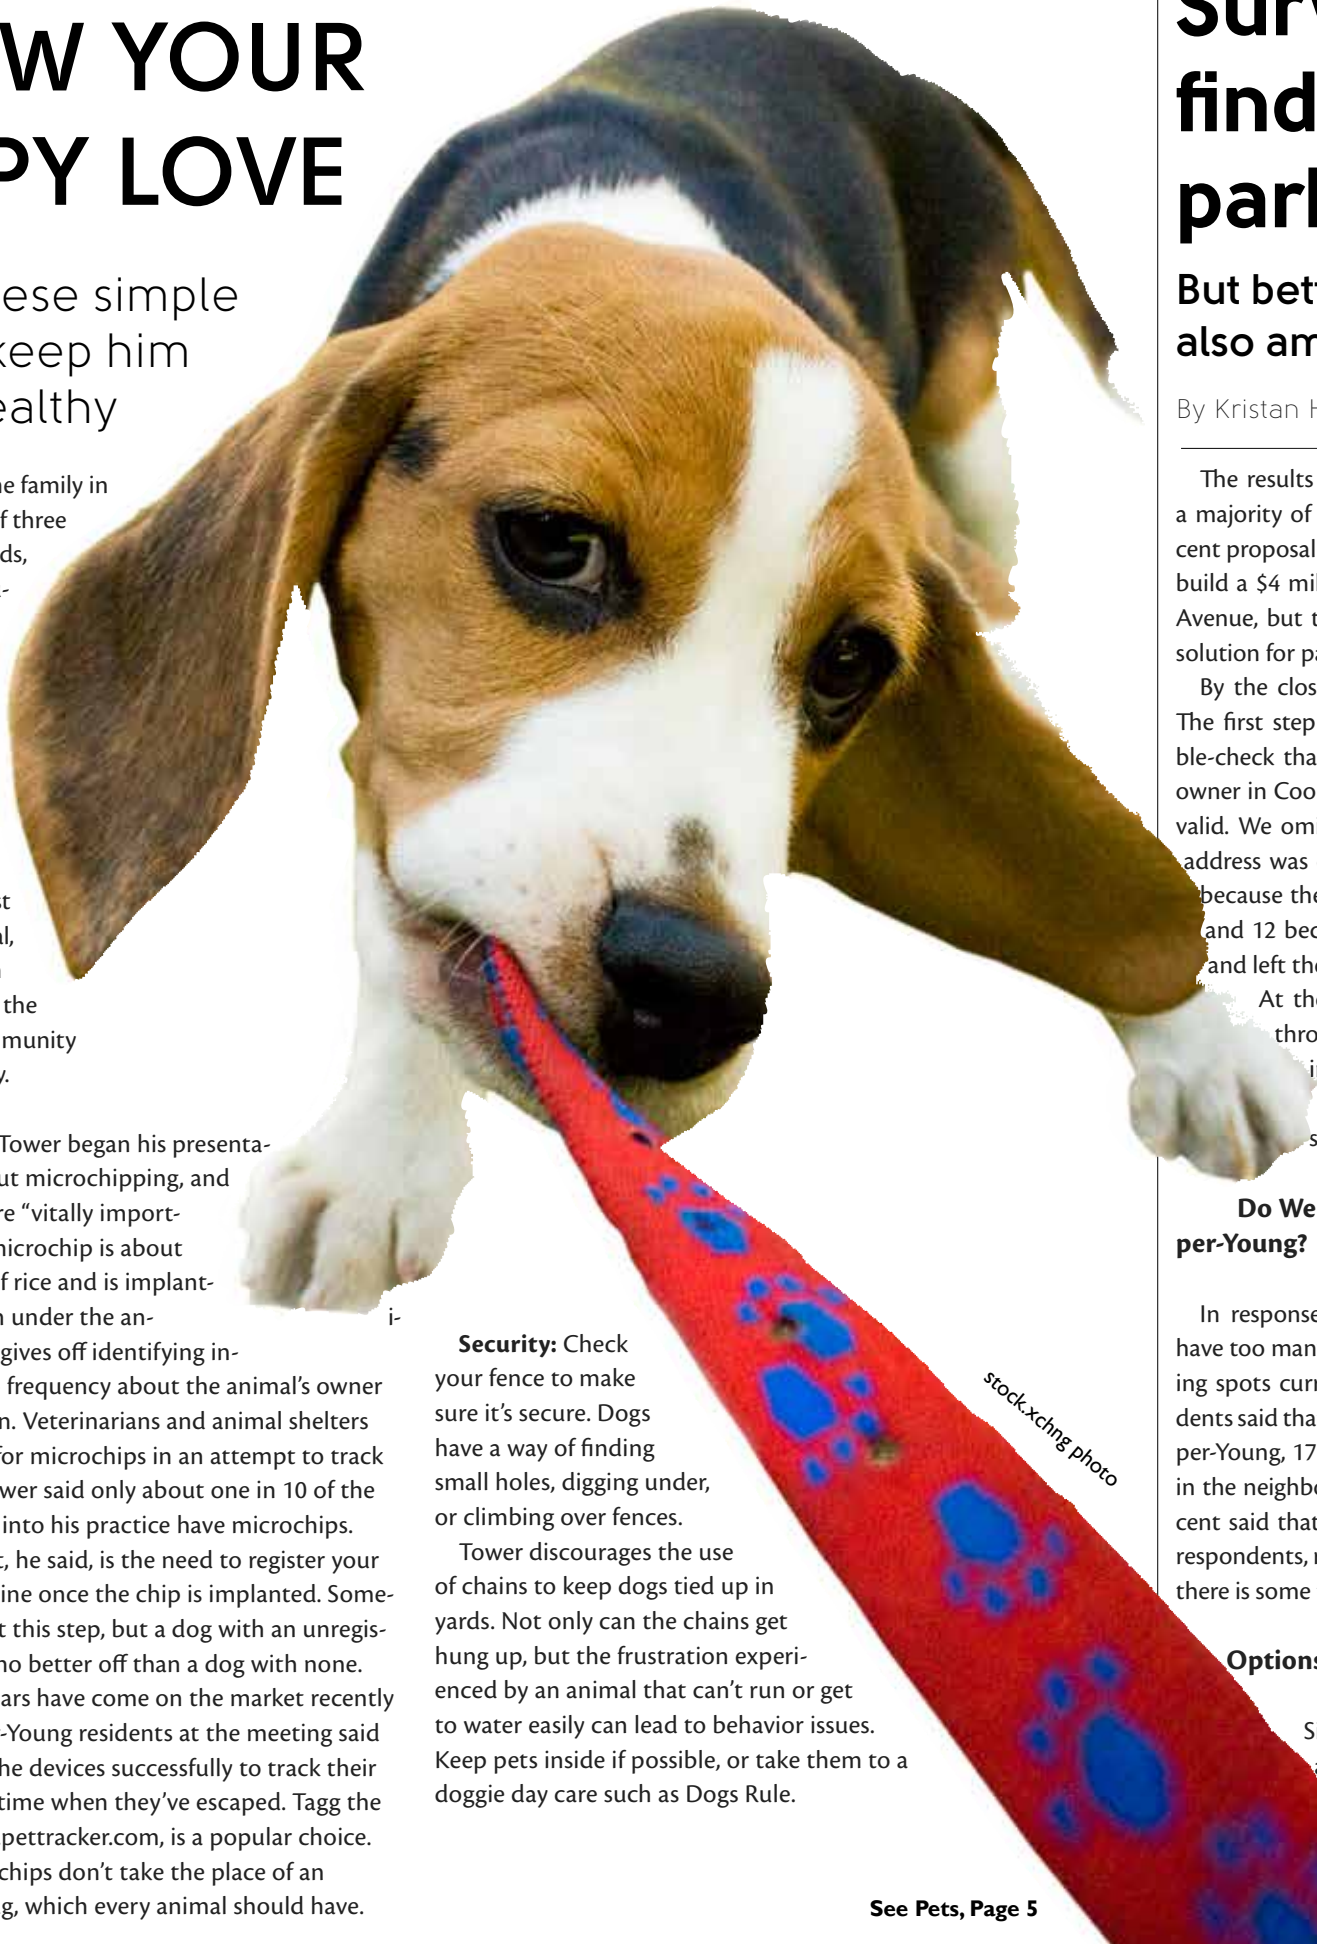 W YOUR
PY LOVE
ese simple
keep him
ealthy
e family in
f three
ds,
-
st
al,
the
munity
y.
Tower began his presenta-
ut microchipping, and
re “vitally import-
microchip is about
f rice and is implant-
n under the an-
i-
gives off identifying in-
frequency about the animal's owner
n. Veterinarians and animal shelters
for microchips in an attempt to track
wer said only about one in 10 of the
into his practice have microchips.
t, he said, is the need to register your
ine once the chip is implanted. Some-
t this step, but a dog with an unregis-
no better off than a dog with none.
ars have come on the market recently
-Young residents at the meeting said
he devices successfully to track their
time when they've escaped. Tagg the
.pettracker.com, is a popular choice.
chips don't take the place of an
g, which every animal should have.
Security: Check
your fence to make
sure it's secure. Dogs
have a way of finding
small holes, digging under,
or climbing over fences.
Tower discourages the use
of chains to keep dogs tied up in
yards. Not only can the chains get
hung up, but the frustration experi-
enced by an animal that can't run or get
to water easily can lead to behavior issues.
Keep pets inside if possible, or take them to a
doggie day care such as Dogs Rule.
See Pets, Page 5
stock.xchng photo
Surv
find
park
But bett
also am
By Kristan H
The results
a majority of
cent proposal
build a $4 mil
Avenue, but t
solution for pa
By the clos
The first step
ble-check tha
owner in Coo
valid. We omi
address was
because the
and 12 bec
and left the
At the
thro
i
s
Do We
per-Young?
In response
have too man
ing spots curr
dents said tha
per-Young, 17
in the neighbo
cent said that
respondents, r
there is some
Options
Si